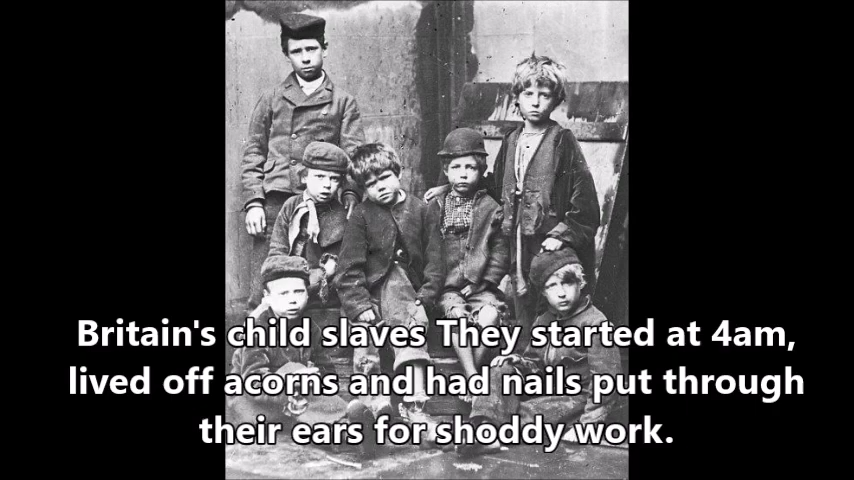 Britain's child slaves They started at 4am,
lived off acorns and had nails put through
their ears for shoddy work.